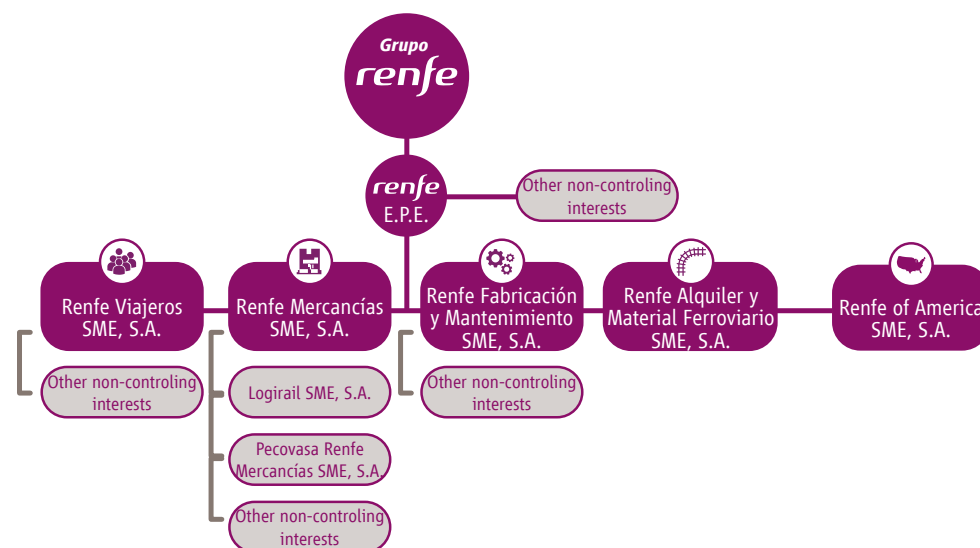 Grupo
renfe
renfe
E.P.E.
Other non-controling
interests
Renfe Viajeros
SME, S.A.
Renfe Mercancías
SME, S.A.
Renfe Fabricación
y Mantenimiento
SME, S.A.
Renfe Alquiler y
Material Ferroviario
SME, S.A.
Renfe of America
SME, S.A.
Other non-controling
interests
Logirail SME, S.A.
Pecovasa Renfe
Mercancías SME, S.A.
Other non-controling
interests
Other non-controling
interests